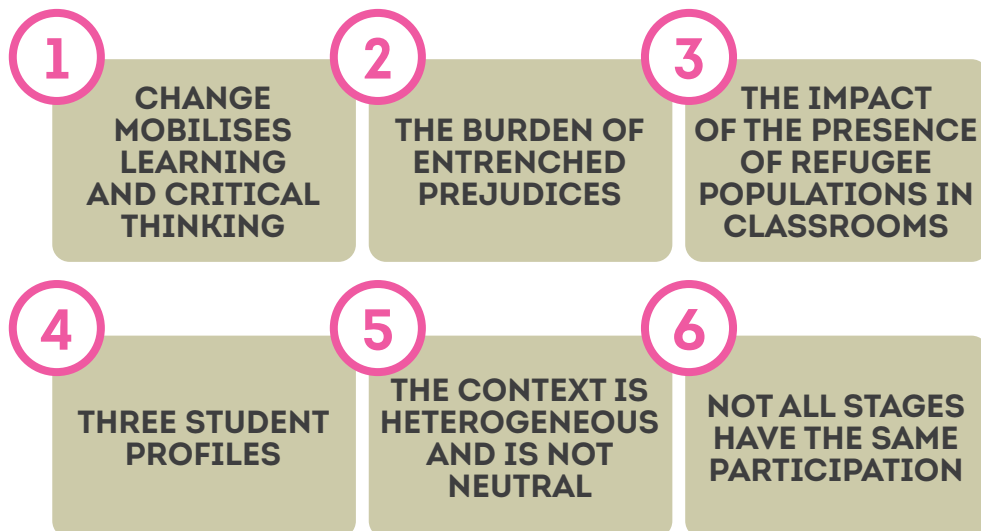 1
CHANGE
MOBILISES
LEARNING
AND CRITICAL
THINKING
2
THE BURDEN OF
ENTRENCHED
PREJUDICES
3
THE IMPACT
OF THE PRESENCE
OF REFUGEE
POPULATIONS IN
CLASSROOMS
4
THREE STUDENT
PROFILES
5
THE CONTEXT IS
HETEROGENEOUS
AND IS NOT
NEUTRAL
6
NOT ALL STAGES
HAVE THE SAME
PARTICIPATION